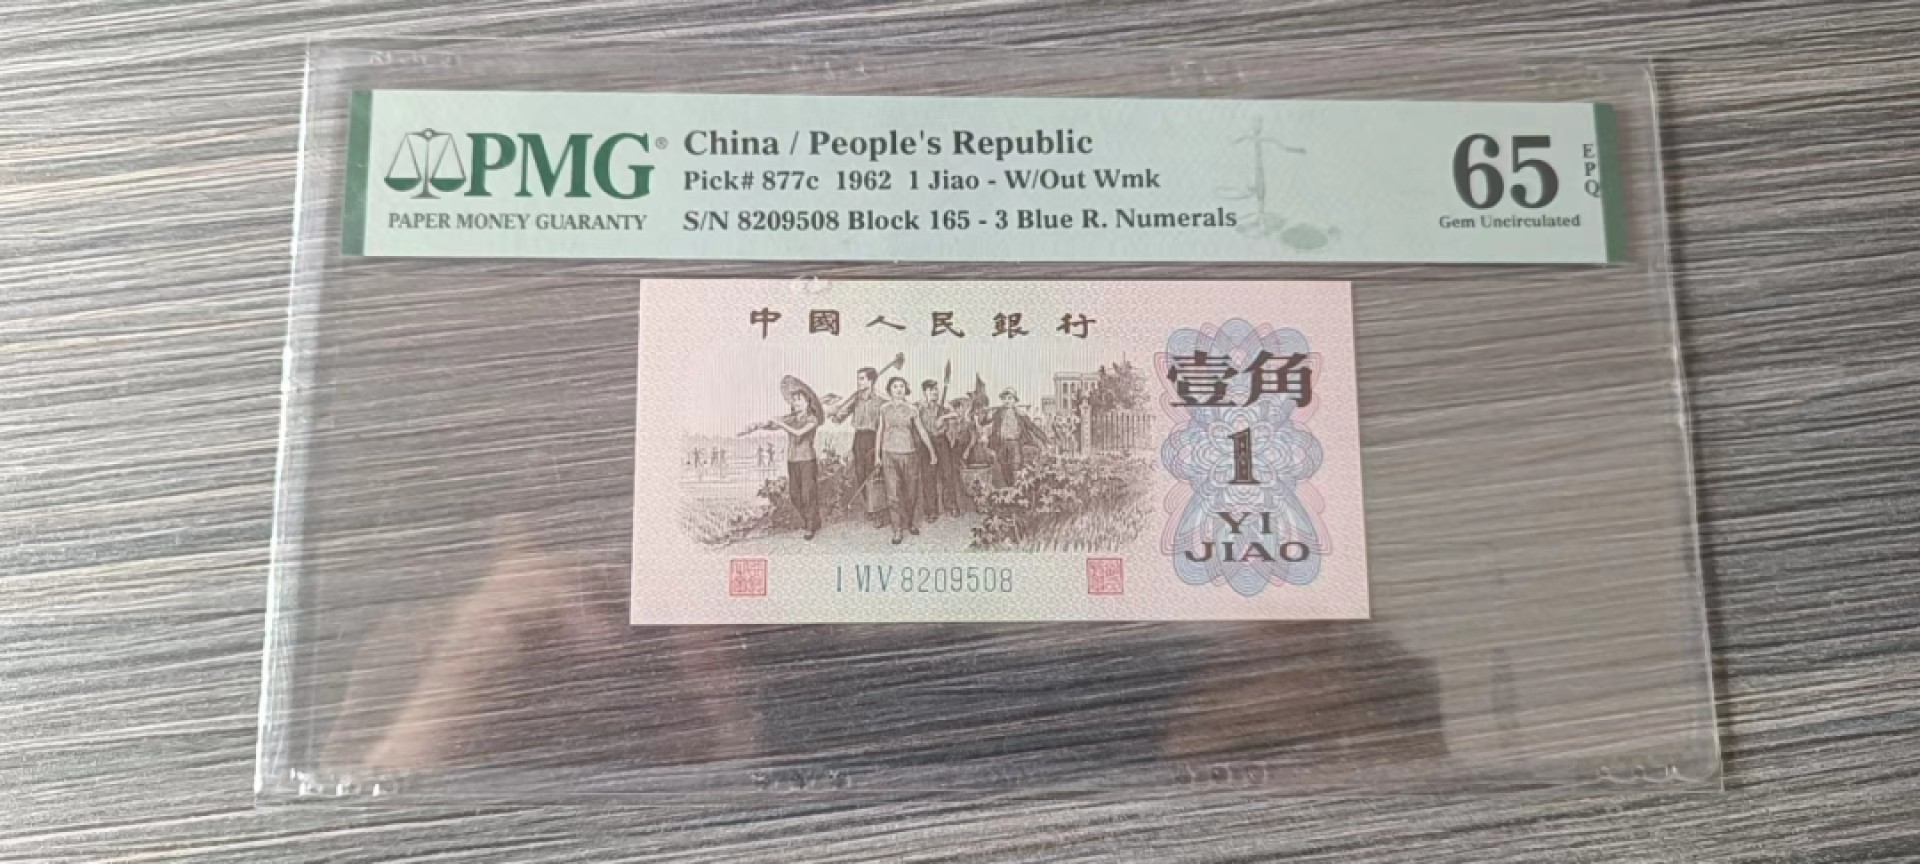 PMG®
PAPER MONEY GUARANTY
China / People's Republic
Pick# 877c 1962 1 Jiao - W/Out Wmk
S/N 8209508 Block 165 - 3 Blue R. Numerals
65
EPQ
Gem Uncirculated
中國人民銀行
壹角
1
YI
JIAO
I VI V 8209508